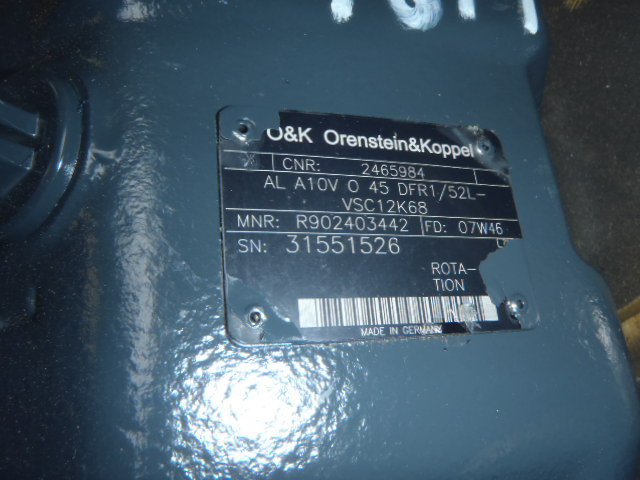 O&K Orenstein&Koppel
CNR: 2465984
AL A10V O 45 DFR1/52L-
VSC12K68
MNR: R902403442 FD: 07W46
SN: 31551526
ROTA-
TION
MADE IN GERMANY